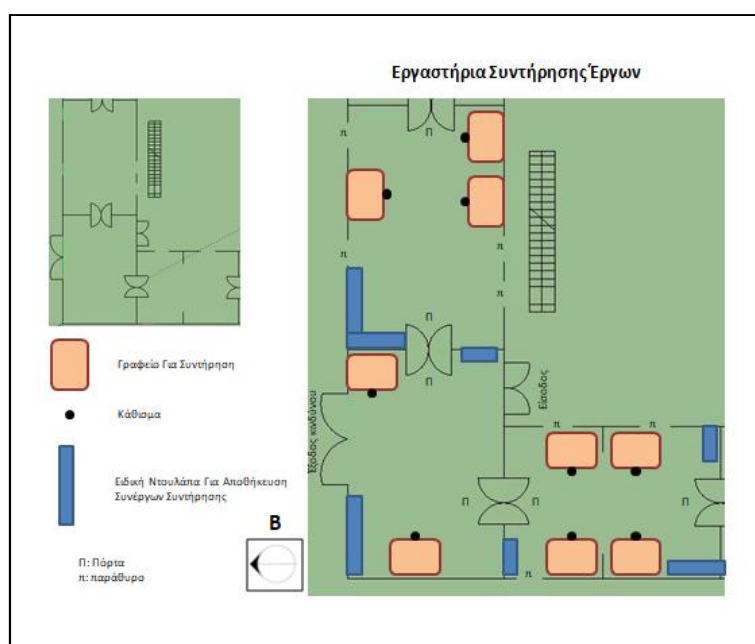 Εργαστήρια Συντήρησης Έργων
π
Π
π
π
π
π
Π
Π
Γραφείο Για Συντήρηση
Κάθισμα
Έξοδος κινδύνου
Είσοδος
π
π
Ειδική Ντουλάπα Για Αποθήκευση
Συνέργων Συντήρησης
Π
Π
Π
Β
Π: Πόρτα
π: παράθυρο
π